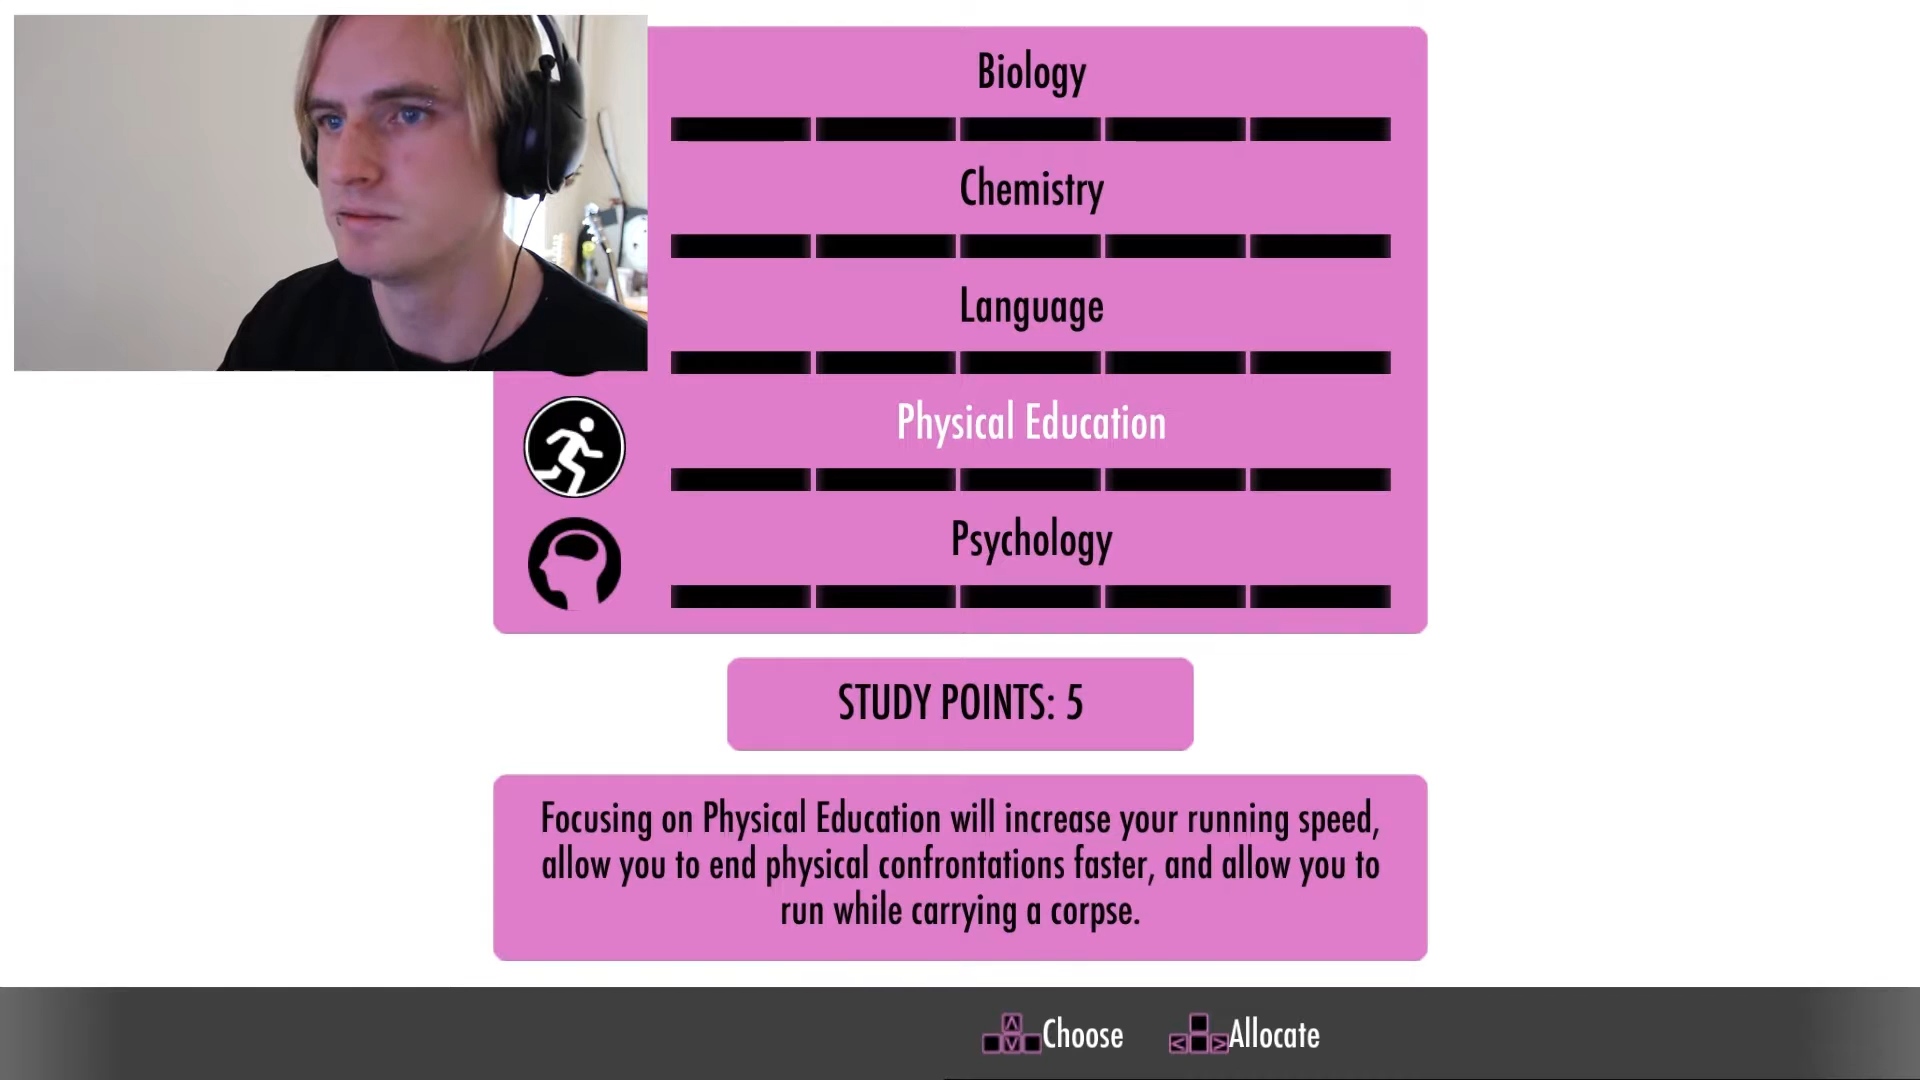 Biology
Chemistry
Language
Physical Education
Psychology
STUDY POINTS: 5
Focusing on Physical Education will increase your running speed,
allow you to end physical confrontations faster, and allow you to
run while carrying a corpse.
Choose
Allocate